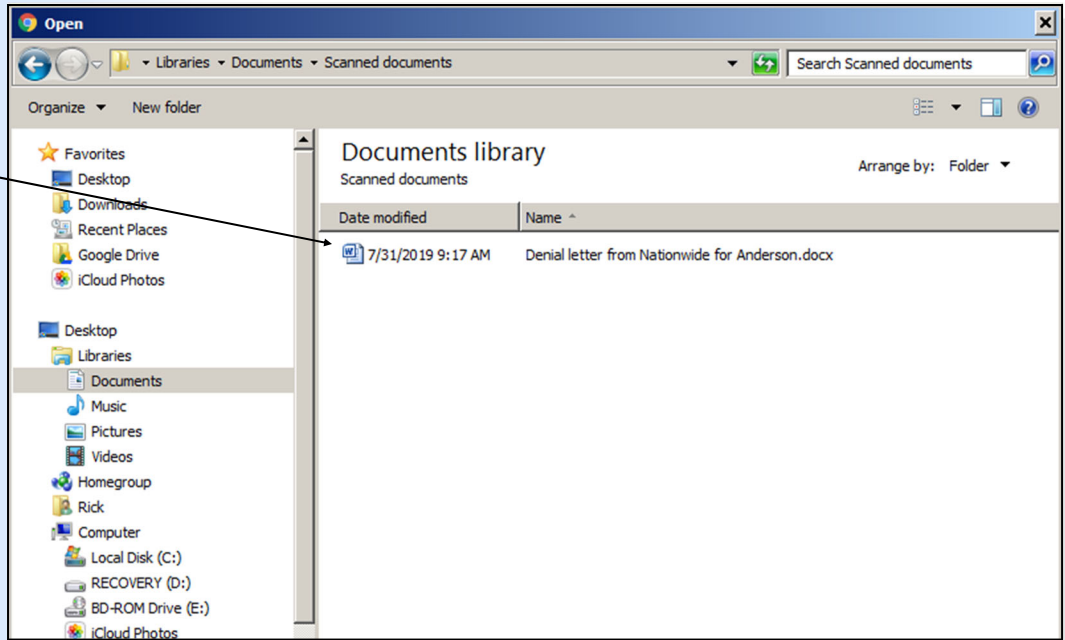 Open
Libraries Documents Scanned documents
Search Scanned documents
Organize New folder
Favorites
Desktop
Downloads
Recent Places
Google Drive
iCloud Photos
Desktop
Libraries
Documents
Music
Pictures
Videos
Homegroup
Rick
Computer
Local Disk (C:)
RECOVERY (D:)
BD-ROM Drive (E:)
iCloud Photos
Documents library
Scanned documents
Arrange by: Folder
Date modified Name
7/31/2019 9:17 AM Denial letter from Nationwide for Anderson.docx